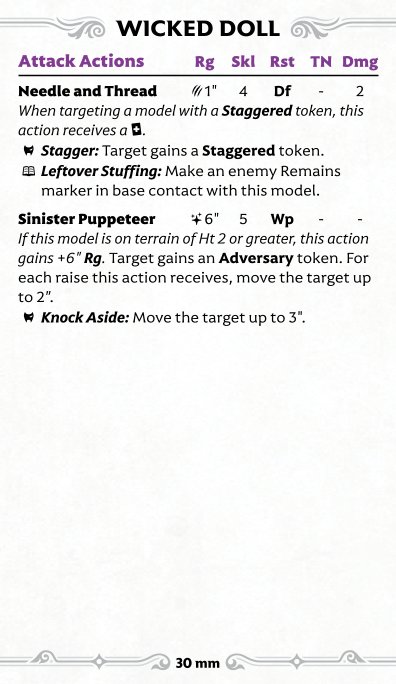 WICKED DOLL
Attack Actions Rg Skl Rst TN Dmg
Needle and Thread 1" 4 Df - 2
When targeting a model with a Staggered token, this
action receives a .
Stagger: Target gains a Staggered token.
Leftover Stuffing: Make an enemy Remains
marker in base contact with this model.
Sinister Puppeteer 6" 5 Wp - -
If this model is on terrain of Ht 2 or greater, this action
gains +6" Rg. Target gains an Adversary token. For
each raise this action receives, move the target up
to 2".
Knock Aside: Move the target up to 3".
30 mm